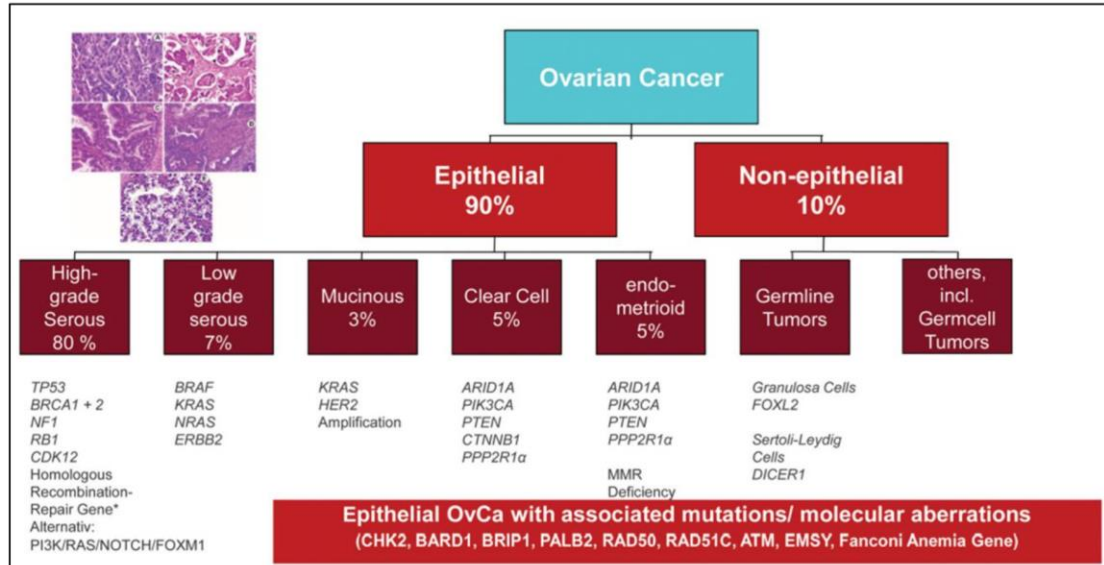 Ovarian Cancer
Epithelial
90%
Non-epithelial
10%
High-
grade
Serous
80 %
Low
grade
serous
7%
Mucinous
3%
Clear Cell
5%
endo-
metrioid
5%
Germline
Tumors
others,
incl.
Germcell
Tumors
TP53
BRCA1 + 2
NF1
RB1
CDK12
Homologous
Recombination-
Repair Gene*
Alternativ:
PI3K/RAS/NOTCH/FOXM1
BRAF
KRAS
NRAS
ERBB2
KRAS
HER2
Amplification
ARID1A
PIK3CA
PTEN
CTNNB1
PPP2R1α
ARID1A
PIK3CA
PTEN
PPP2R1α
MMR
Deficiency
Granulosa Cells
FOXL2
Sertoli-Leydig
Cells
DICER1
Epithelial OvCa with associated mutations/ molecular aberrations
(CHK2, BARD1, BRIP1, PALB2, RAD50, RAD51C, ATM, EMSY, Fanconi Anemia Gene)